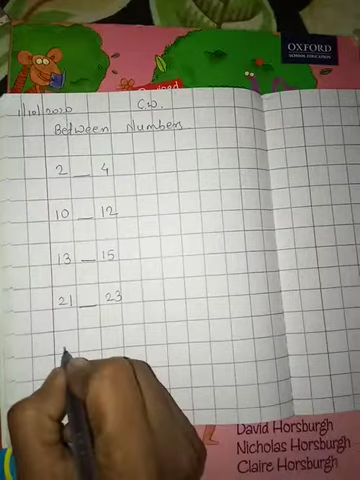 OXFORD
SCHOOL EDUCATION
Revised
1/10/2020 C.W.
Between Numbers
2 __ 4
10 __ 12
13 __ 15
21 __ 23
David Horsburgh
Nicholas Horsburgh
Claire Horsburgh